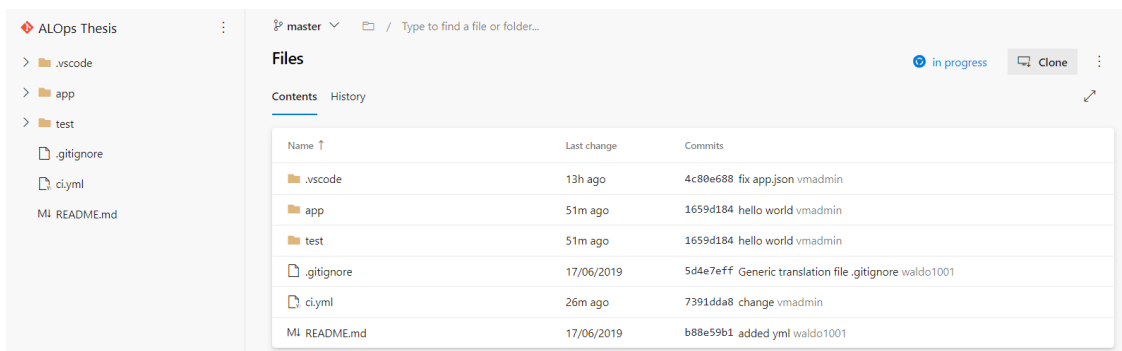 ALOps Thesis
.vscode
app
test
.gitignore
ci.yml
M↓ README.md
master / Type to find a file or folder...
Files
in progress Clone
Contents History
Name ↑ Last change Commits
.vscode 13h ago 4c80e688 fix app.json vmadmin
app 51m ago 1659d184 hello world vmadmin
test 51m ago 1659d184 hello world vmadmin
.gitignore 17/06/2019 5d4e7eff Generic translation file .gitignore waldo1001
ci.yml 26m ago 7391dda8 change vmadmin
M↓ README.md 17/06/2019 b88e59b1 added yml waldo1001